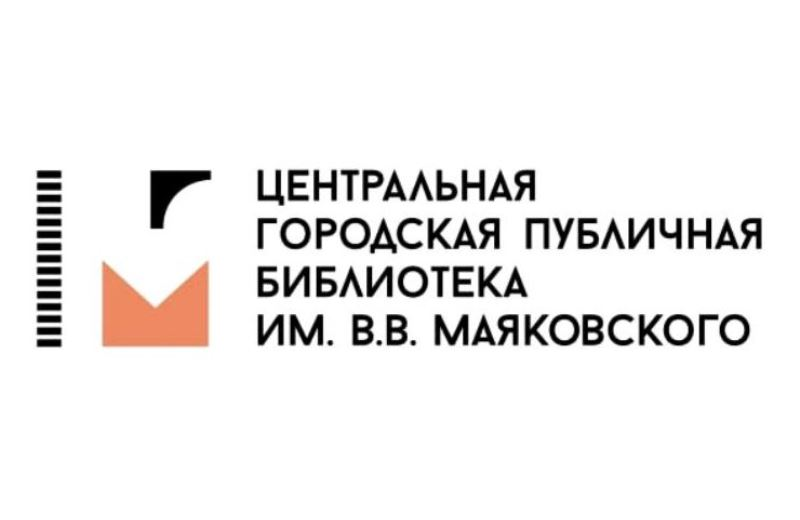 ЦЕНТРАЛЬНАЯ
ГОРОДСКАЯ ПУБЛИЧНАЯ
БИБЛИОТЕКА
ИМ. В.В. МАЯКОВСКОГО